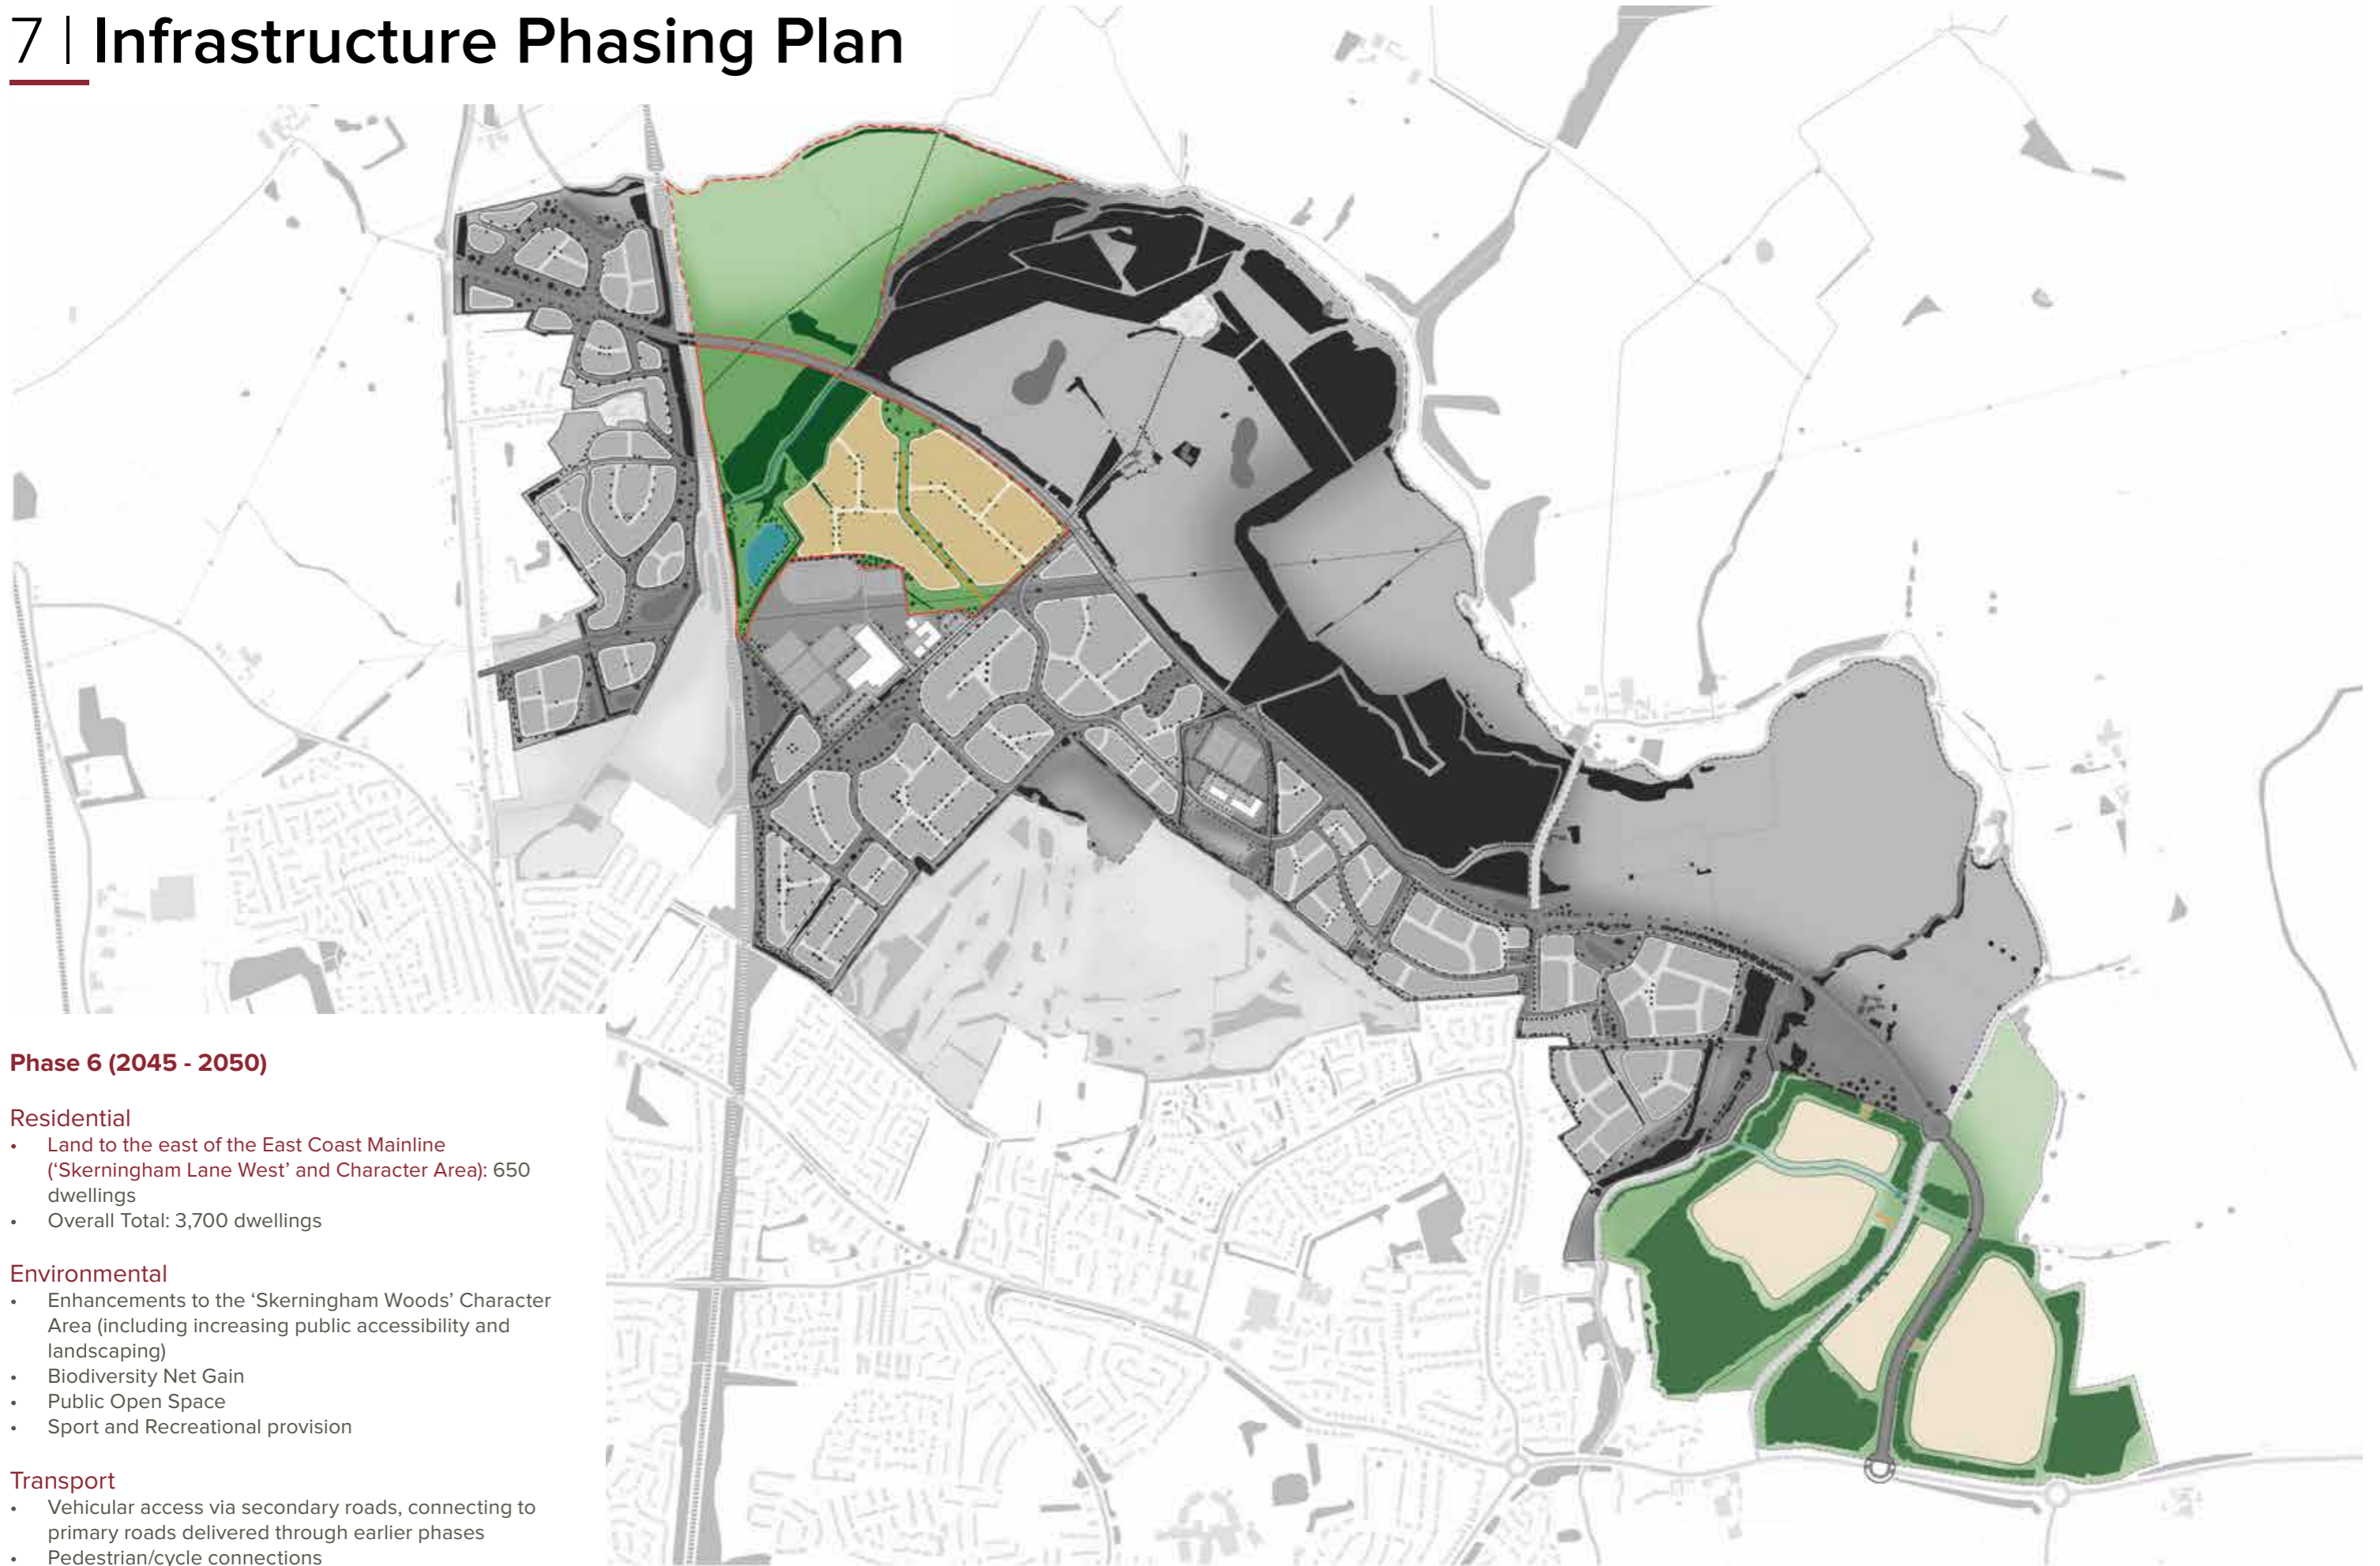 7 | Infrastructure Phasing Plan
Phase 6 (2045 - 2050)
Residential
• Land to the east of the East Coast Mainline
(‘Skerningham Lane West’ and Character Area): 650
dwellings
• Overall Total: 3,700 dwellings
Environmental
• Enhancements to the ‘Skerningham Woods’ Character
Area (including increasing public accessibility and
landscaping)
• Biodiversity Net Gain
• Public Open Space
• Sport and Recreational provision
Transport
• Vehicular access via secondary roads, connecting to
primary roads delivered through earlier phases
• Pedestrian/cycle connections